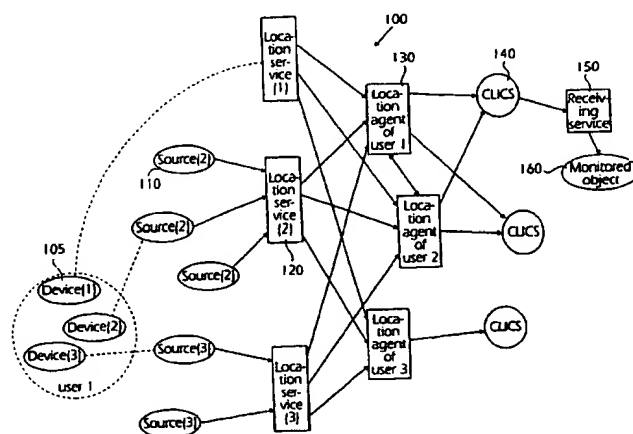 100
Loca-
tion
ser-
vice
(1)
130
Loca-
tion
agent
of
user 1
140
CLICS
150
Receiv-
ing
service
160
Monitored
object
Source(2)
110
Loca-
tion
ser-
vice
(2)
120
Source(2)
Source(2)
Loca-
tion
agent
of
user 2
CLICS
105
Device(1)
Device(2)
Device(3)
user 1
Source(3)
Source(3)
Loca-
tion
ser-
vice
(3)
Loca-
tion
agent
of
user 3
CLICS